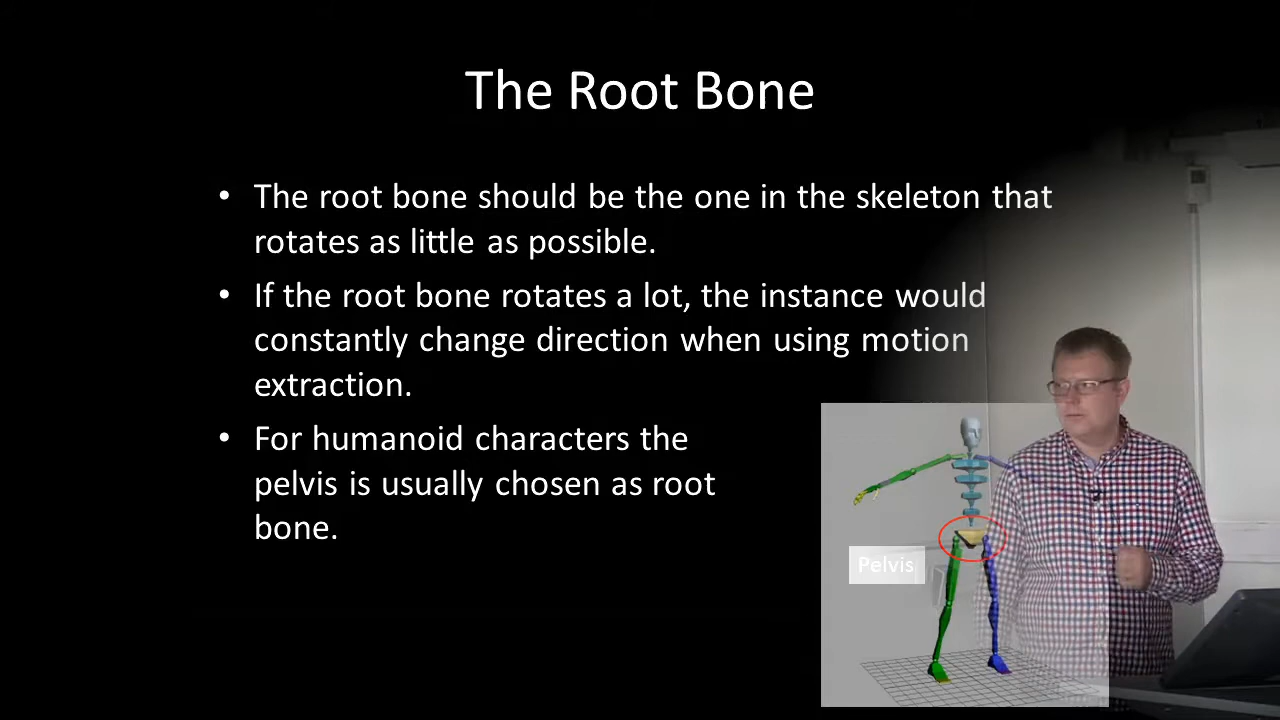 The Root Bone
• The root bone should be the one in the skeleton that
rotates as little as possible.
• If the root bone rotates a lot, the instance would
constantly change direction when using motion
extraction.
• For humanoid characters the
pelvis is usually chosen as root
bone.
Pelvis